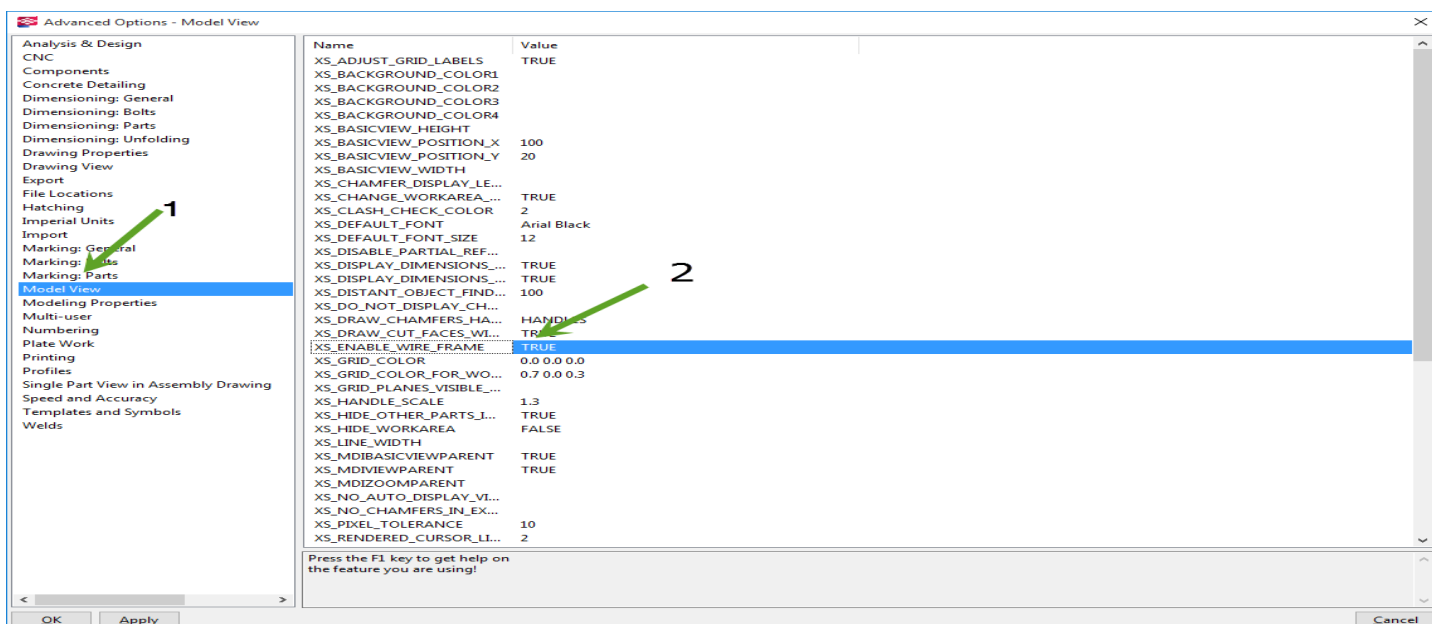 Advanced Options - Model View
Analysis & Design
CNC
Components
Concrete Detailing
Dimensioning: General
Dimensioning: Bolts
Dimensioning: Parts
Dimensioning: Unfolding
Drawing Properties
Drawing View
Export
File Locations
Hatching
Imperial Units
Import
Marking: General
Marking: Bolts
Marking: Parts
Model View
Modeling Properties
Multi-user
Numbering
Plate Work
Printing
Profiles
Single Part View in Assembly Drawing
Speed and Accuracy
Templates and Symbols
Welds
1
Name Value
XS_ADJUST_GRID_LABELS TRUE
XS_BACKGROUND_COLOR1
XS_BACKGROUND_COLOR2
XS_BACKGROUND_COLOR3
XS_BACKGROUND_COLOR4
XS_BASICVIEW_HEIGHT
XS_BASICVIEW_POSITION_X 100
XS_BASICVIEW_POSITION_Y 20
XS_BASICVIEW_WIDTH
XS_CHAMFER_DISPLAY_LE...
XS_CHANGE_WORKAREA_... TRUE
XS_CLASH_CHECK_COLOR 2
XS_DEFAULT_FONT Arial Black
XS_DEFAULT_FONT_SIZE 12
XS_DISABLE_PARTIAL_REF...
XS_DISPLAY_DIMENSIONS_... TRUE
XS_DISPLAY_DIMENSIONS_... TRUE
XS_DISTANT_OBJECT_FIND... 100
XS_DO_NOT_DISPLAY_CH...
XS_DRAW_CHAMFERS_HA... HANDLES
XS_DRAW_CUT_FACES_WI... TRUE
XS_ENABLE_WIRE_FRAME TRUE
XS_GRID_COLOR 0.0 0.0 0.0
XS_GRID_COLOR_FOR_WO... 0.7 0.0 0.3
XS_GRID_PLANES_VISIBLE_...
XS_HANDLE_SCALE 1.3
XS_HIDE_OTHER_PARTS_I... TRUE
XS_HIDE_WORKAREA FALSE
XS_LINE_WIDTH
XS_MDIBASICVIEWPARENT TRUE
XS_MDIVIEWPARENT TRUE
XS_MDIZOOMPARENT
XS_NO_AUTO_DISPLAY_VI...
XS_NO_CHAMFERS_IN_EX...
XS_PIXEL_TOLERANCE 10
XS_RENDERED_CURSOR_LI... 2
2
Press the F1 key to get help on
the feature you are using!
OK Apply Cancel